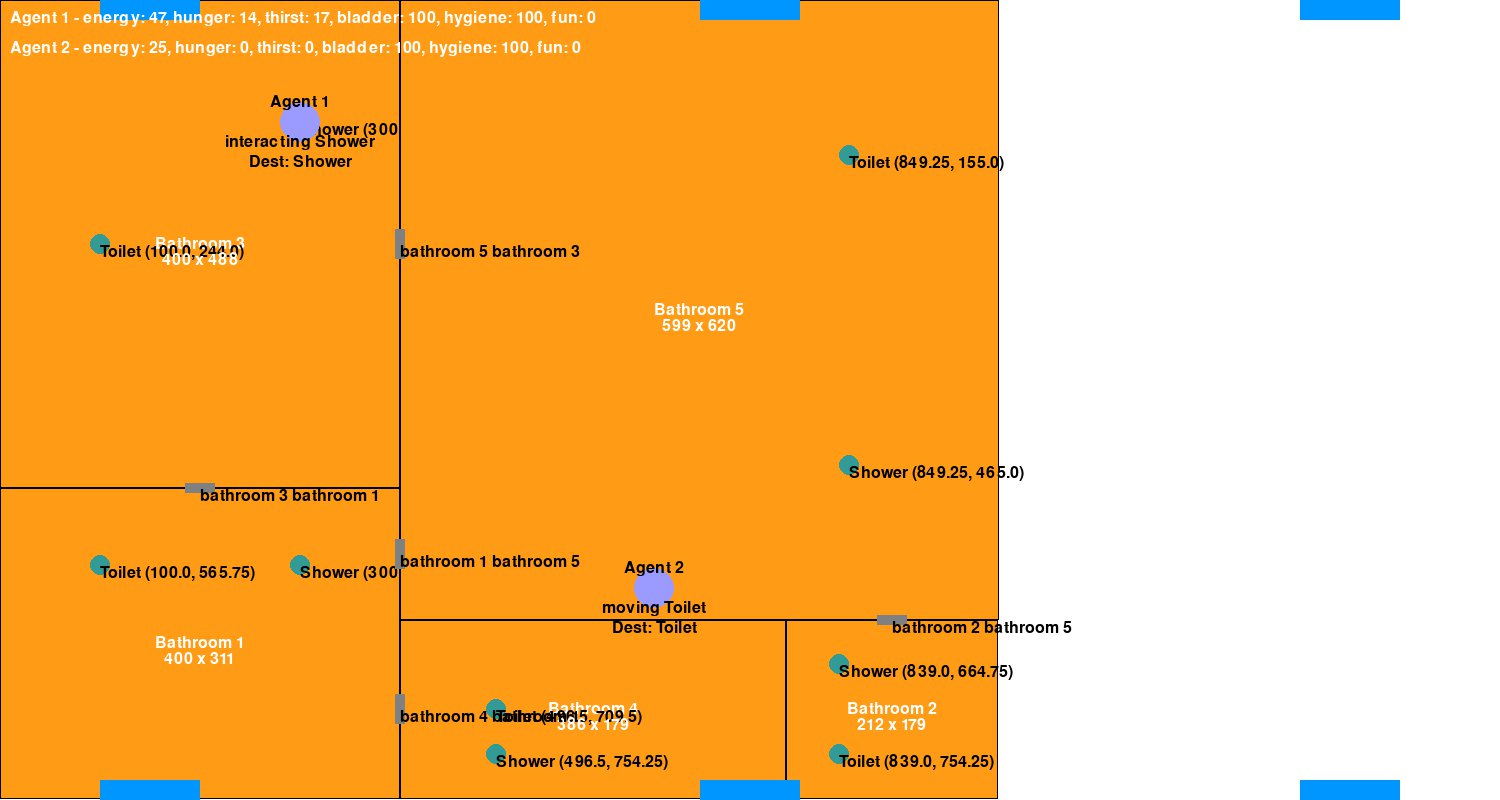 Agent 1 - energy: 47, hunger: 14, thirst: 17, bladder: 100, hygiene: 100, fun: 0
Agent 2 - energy: 25, hunger: 0, thirst: 0, bladder: 100, hygiene: 100, fun: 0
Agent 1
ower (300
interacting Shower
Dest: Shower
Toilet (849.25, 155.0)
Bathroom 3
Toilet (100.0, 244.0)
400 x 488
bathroom 5 bathroom 3
Bathroom 5
599 x 620
Shower (849.25, 465.0)
bathroom 3 bathroom 1
bathroom 1 bathroom 5
Toilet (100.0, 565.75)
Shower (300
Agent 2
moving Toilet
Dest: Toilet
bathroom 2 bathroom 5
Bathroom 1
400 x 311
Shower (839.0, 664.75)
Bathroom 4
bathroom 4
Toilet (496.5, 709.5)
386 x 179
Bathroom 2
212 x 179
Shower (496.5, 754.25)
Toilet (839.0, 754.25)